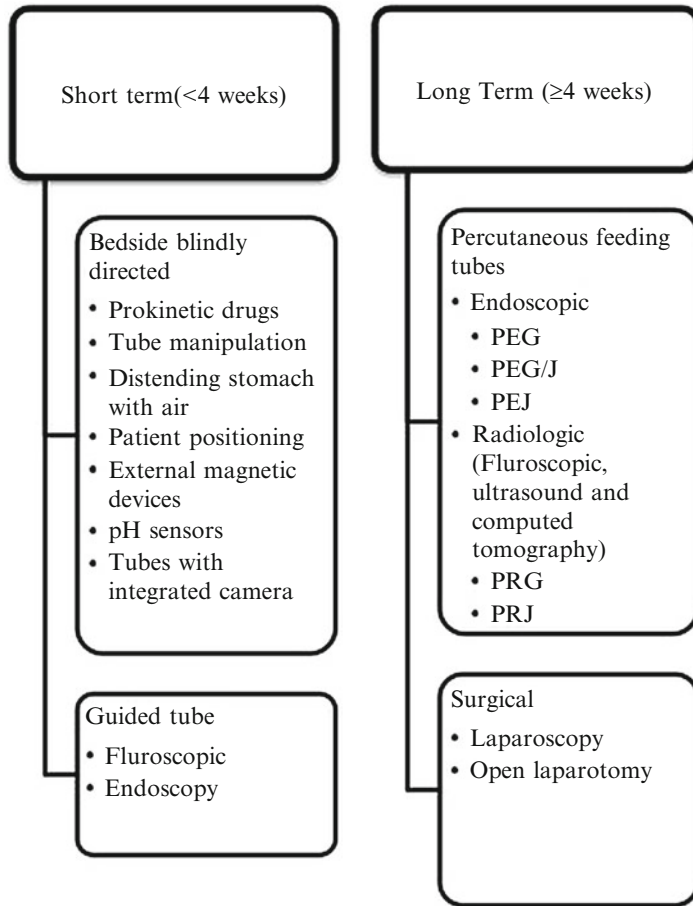 Short term(<4 weeks)
Bedside blindly
directed
• Prokinetic drugs
• Tube manipulation
• Distending stomach
with air
• Patient positioning
• External magnetic
devices
• pH sensors
• Tubes with
integrated camera
Guided tube
• Fluroscopic
• Endoscopy
Long Term (≥4 weeks)
Percutaneous feeding
tubes
• Endoscopic
• PEG
• PEG/J
• PEJ
• Radiologic
(Fluroscopic,
ultrasound and
computed
tomography)
• PRG
• PRJ
Surgical
• Laparoscopy
• Open laparotomy